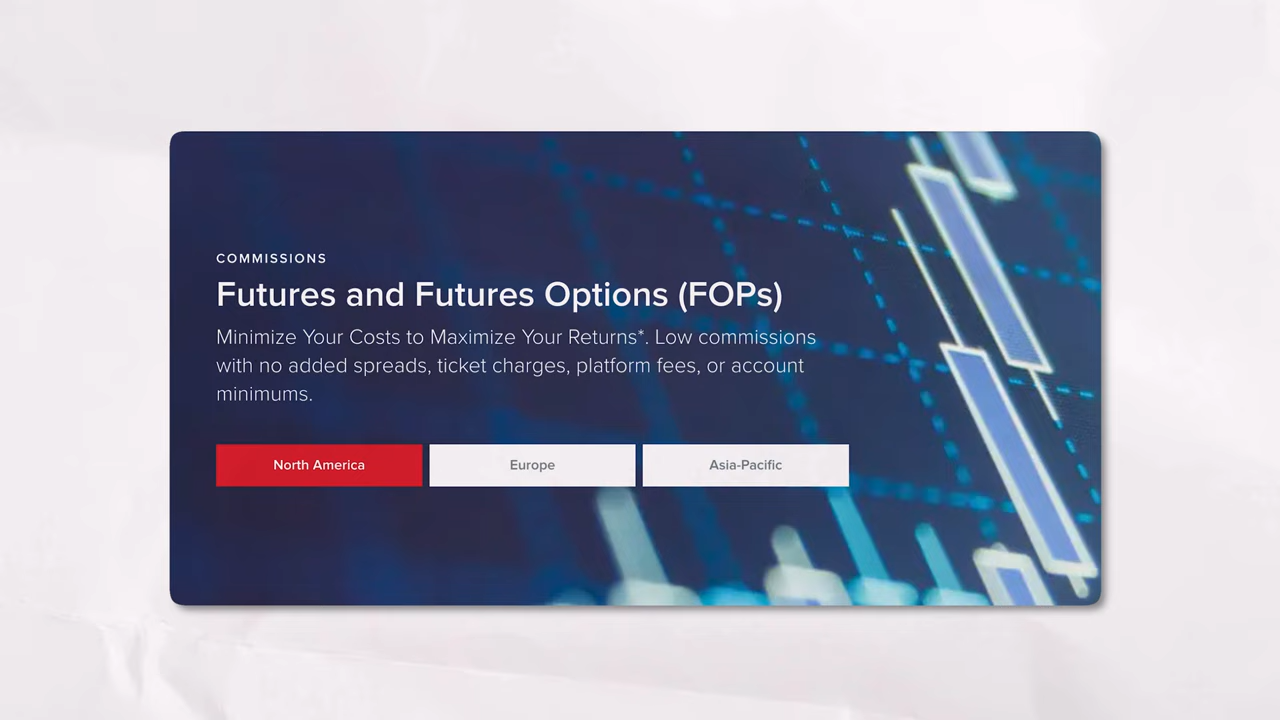 COMMISSIONS
Futures and Futures Options (FOPs)
Minimize Your Costs to Maximize Your Returns*. Low commissions
with no added spreads, ticket charges, platform fees, or account
minimums.
North America
Europe
Asia-Pacific